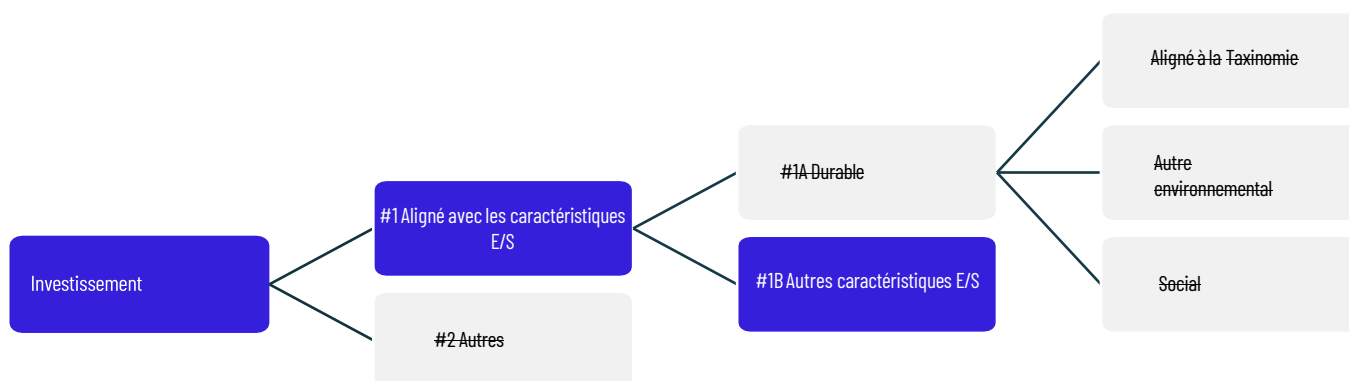 Aligné à la Taxinomie
Autre
environnemental
#1A Durable
#1 Aligné avec les caractéristiques
E/S
#1B Autres caractéristiques E/S
Investissement
Social
#2 Autres